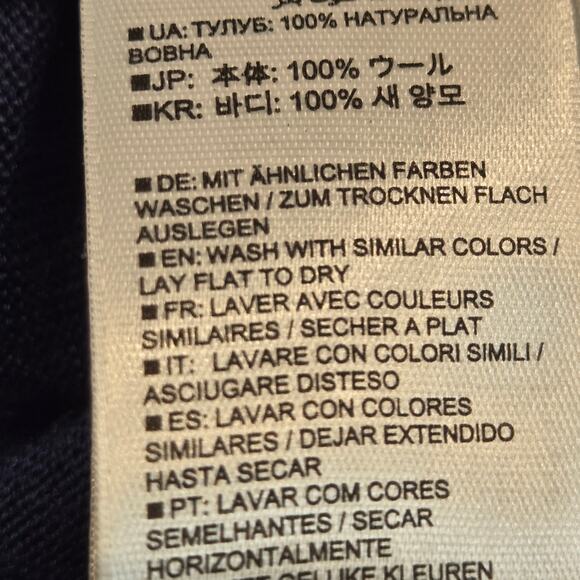 ■ UA: ТУЛУБ: 100% НАТУРАЛЬНА
ВОВНА
■JP: 本体: 100% ウール
■KR: 바디: 100% 새 양모
■ DE: MIT ÄHNLICHEN FARBEN
WASCHEN / ZUM TROCKNEN FLACH
AUSLEGEN
■ EN: WASH WITH SIMILAR COLORS /
LAY FLAT TO DRY
■ FR: LAVER AVEC COULEURS
SIMILAIRES / SECHER A PLAT
■ IT: LAVARE CON COLORI SIMILI /
ASCIUGARE DISTESO
■ ES: LAVAR CON COLORES
SIMILARES / DEJAR EXTENDIDO
HASTA SECAR
■ PT: LAVAR COM CORES
SEMELHANTES / SECAR
HORIZONTALMENTE
GELIJKE KLEUREN